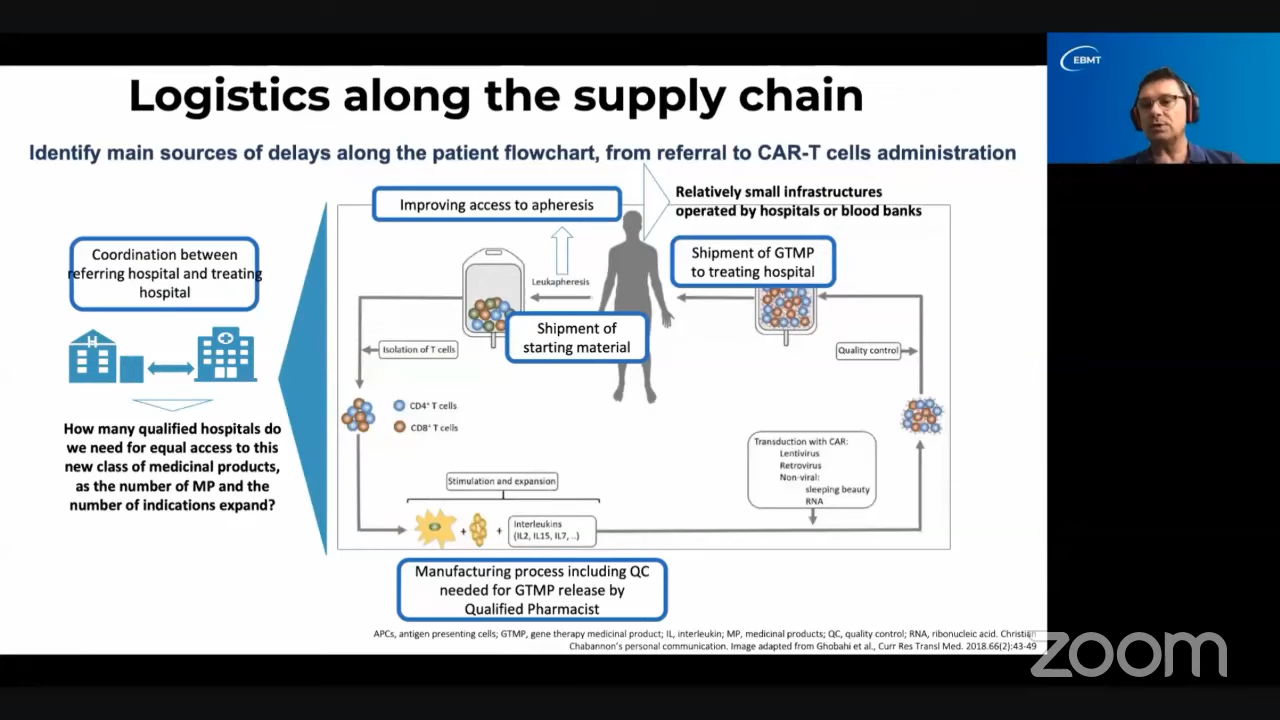 EBMT
Logistics along the supply chain
Identify main sources of delays along the patient flowchart, from referral to CAR-T cells administration
Improving access to apheresis
Relatively small infrastructures
operated by hospitals or blood banks
Coordination between
referring hospital and treating
hospital
Shipment of GTMP
to treating hospital
Leukapheresis
Shipment of
starting material
Isolation of T cells
Quality control
H
CD4+ T cells
CD8+ T cells
How many qualified hospitals do
we need for equal access to this
new class of medicinal products,
as the number of MP and the
number of indications expand?
Transduction with CAR:
Lentivirus
Retrovirus
Non-viral:
sleeping beauty
RNA
Stimulation and expansion
+
+
Interleukins
(IL2, IL15, IL7, ..)
Manufacturing process including QC
needed for GTMP release by
Qualified Pharmacist
APCs, antigen presenting cells; GTMP, gene therapy medicinal product; IL, interleukin; MP, medicinal products; QC, quality control; RNA, ribonucleic acid. Christian
Chabannon's personal communication. Image adapted from Ghobahi et al., Curr Res Transl Med. 2018.66(2):43-49
zoom